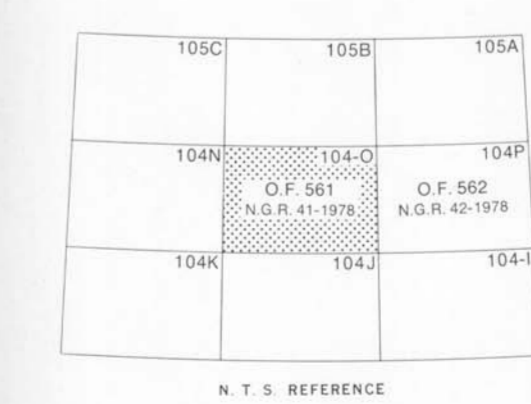 105C 105B 105A
104N 104-O 104P
O.F. 561 O.F. 562
N.G.R. 41-1978 N.G.R. 42-1978
104K 104J 104-I
N. T. S. REFERENCE